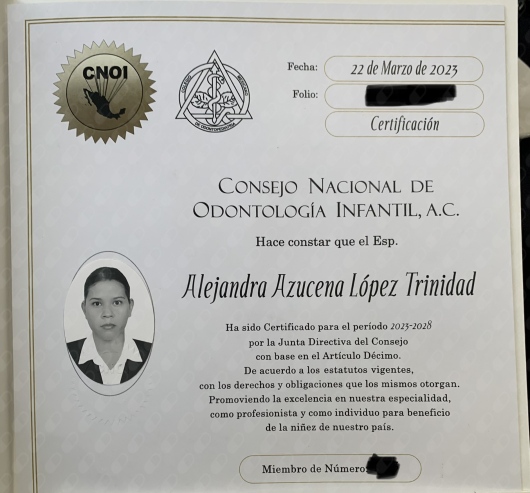 CNOI
Fecha: 22 de Marzo de 2023
Folio:
Certificación
Consejo Nacional de
Odontología Infantil, A.C.
Hace constar que el Esp.
Alejandra Azucena López Trinidad
Ha sido Certificado para el período 2023-2028
por la Junta Directiva del Consejo
con base en el Artículo Décimo.
De acuerdo a los estatutos vigentes,
con los derechos y obligaciones que los mismos otorgan.
Promoviendo la excelencia en nuestra especialidad,
como profesionista y como individuo para beneficio
de la niñez de nuestro país.
Miembro de Número: